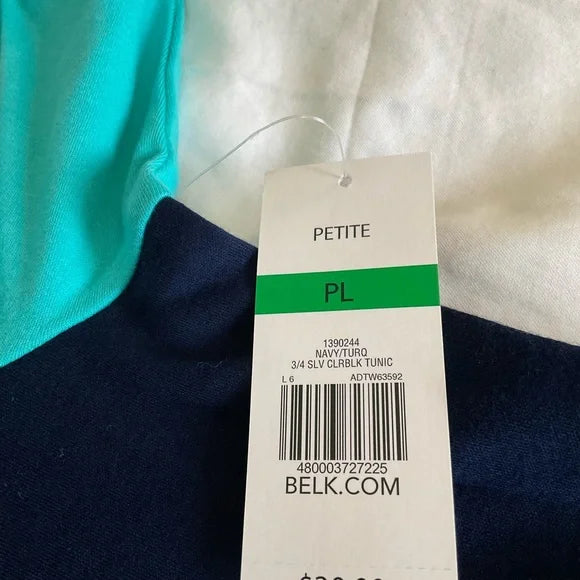 PETITE
PL
1390244
NAVY/TURQ
3/4 SLV CLRBLK TUNIC
L 6 ADTW63592
480003727225
BELK.COM